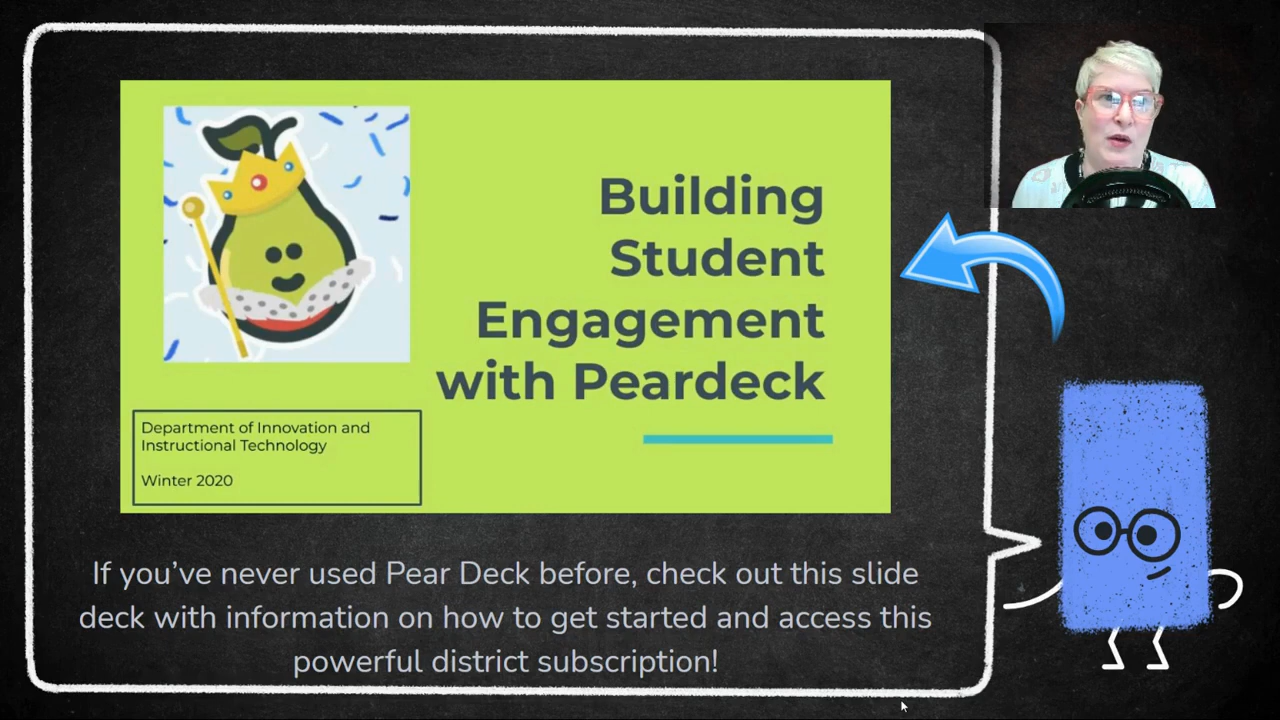 Building
Student
Engagement
with Peardeck
Department of Innovation and
Instructional Technology
Winter 2020
If you’ve never used Pear Deck before, check out this slide
deck with information on how to get started and access this
powerful district subscription!